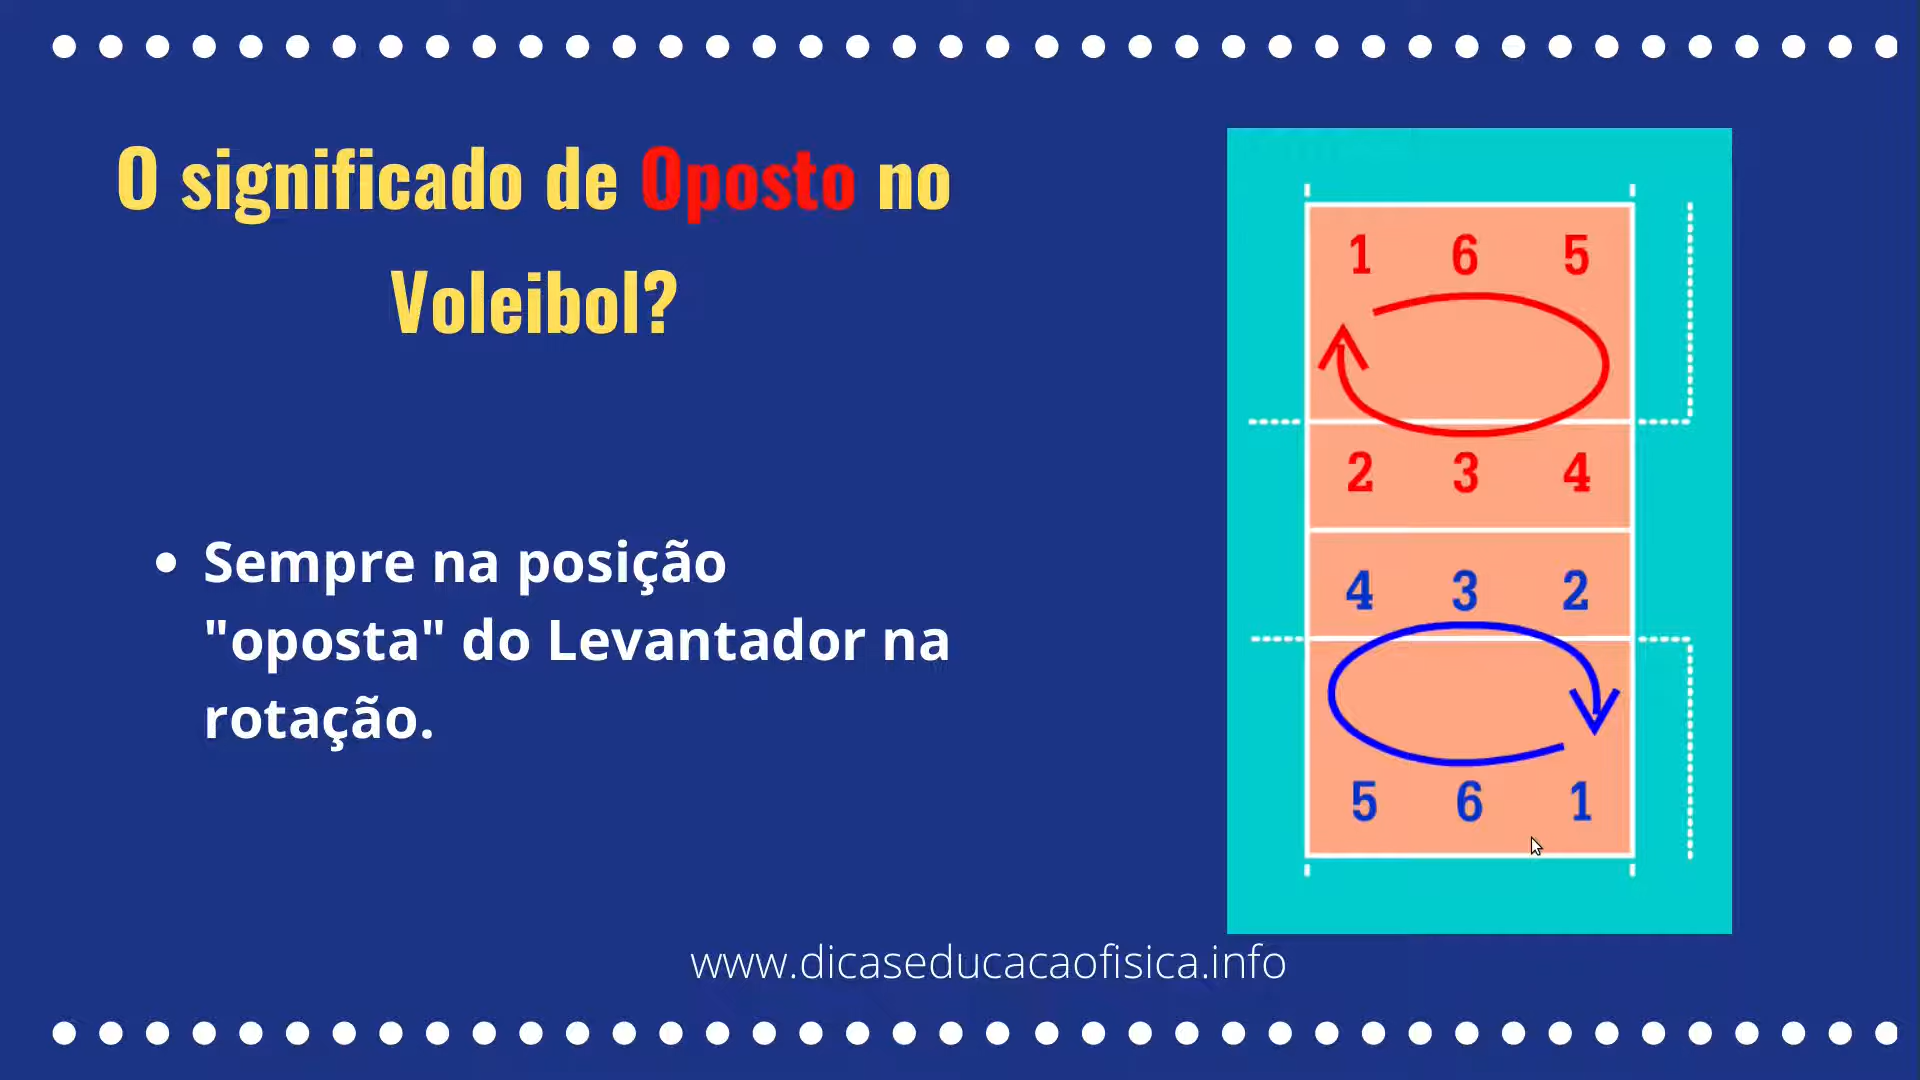 O significado de Oposto no
Voleibol?
• Sempre na posição
"oposta" do Levantador na
rotação.
1 6 5
2 3 4
4 3 2
5 6 1
www.dicaseducacaofisica.info